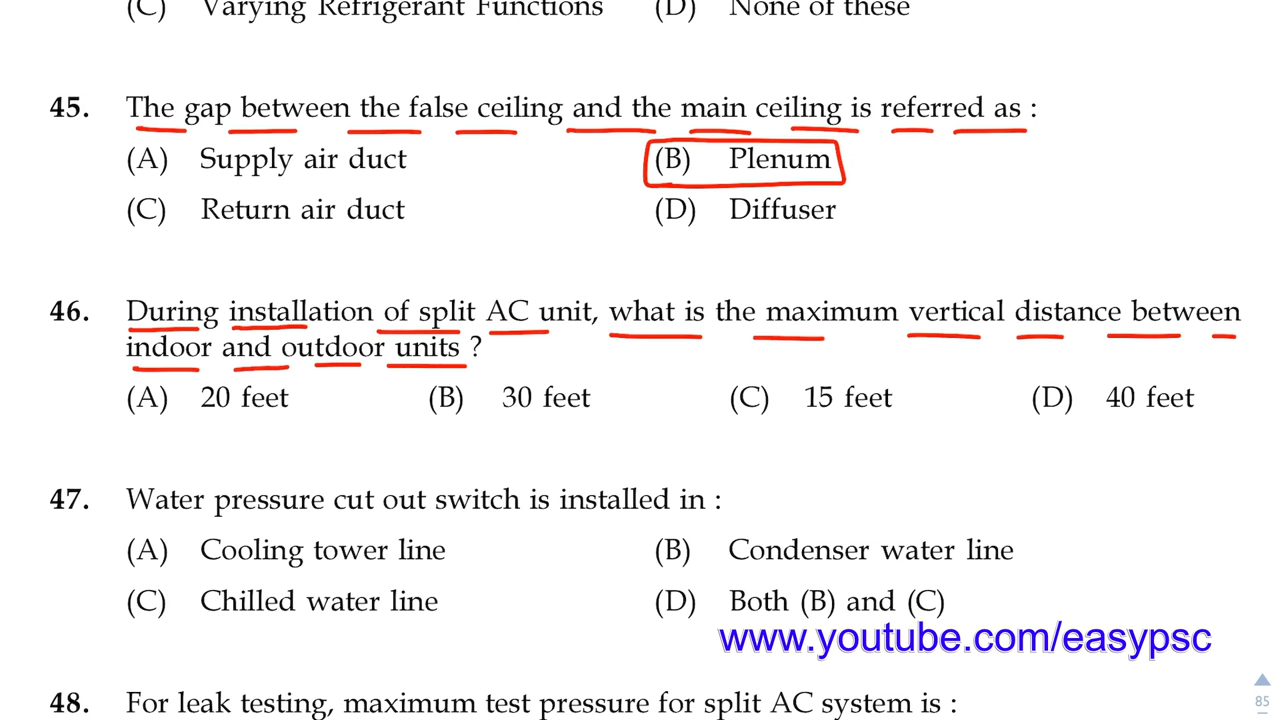 (C) Varying Refrigerant Functions (D) None of these
45. The gap between the false ceiling and the main ceiling is referred as :
(A) Supply air duct (B) Plenum
(C) Return air duct (D) Diffuser
46. During installation of split AC unit, what is the maximum vertical distance between
indoor and outdoor units ?
(A) 20 feet (B) 30 feet (C) 15 feet (D) 40 feet
47. Water pressure cut out switch is installed in :
(A) Cooling tower line (B) Condenser water line
(C) Chilled water line (D) Both (B) and (C)
www.youtube.com/easypsc
85
48. For leak testing, maximum test pressure for split AC system is :